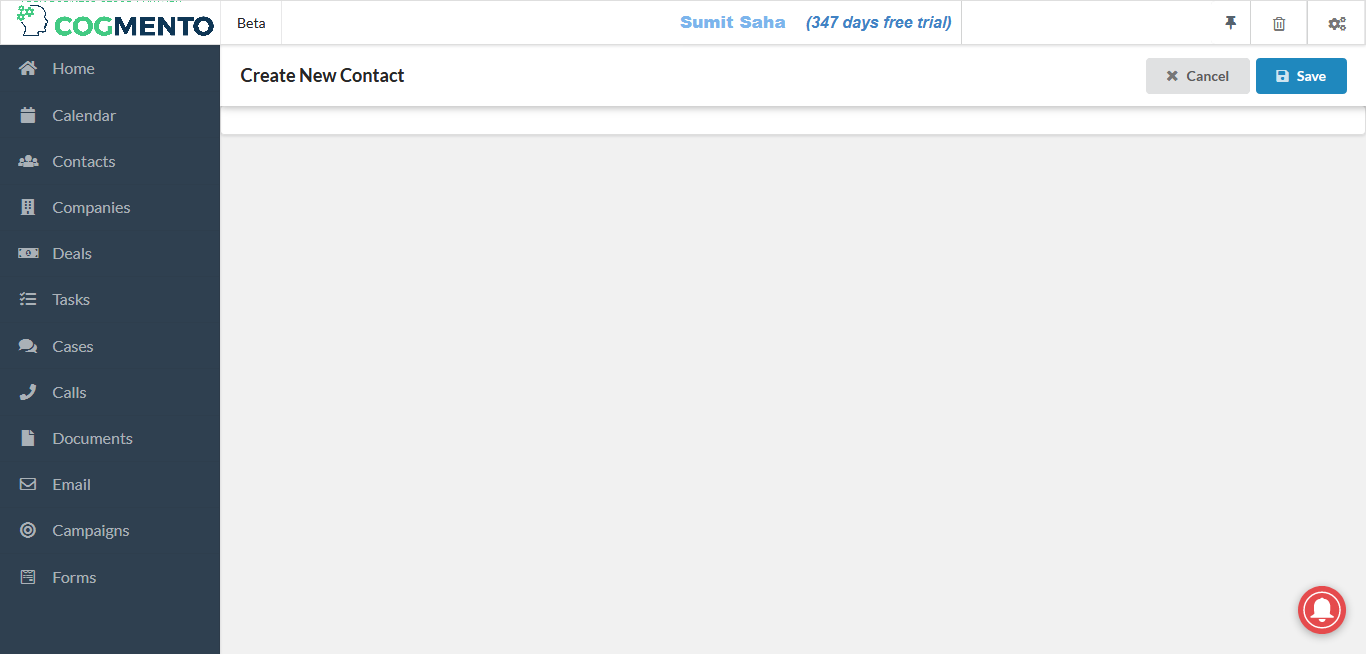 COGMENTO
Beta
Sumit Saha (347 days free trial)
Home
Create New Contact
Cancel
Save
Calendar
Contacts
Companies
Deals
Tasks
Cases
Calls
Documents
Email
Campaigns
Forms